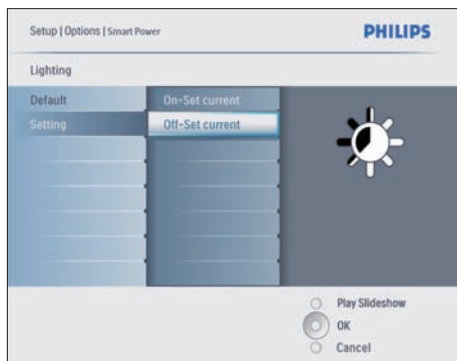 Setup | Options | Smart Power
PHILIPS
Lighting
Default
On-Set current
Setting
Off-Set current
Play Slideshow
OK
Cancel